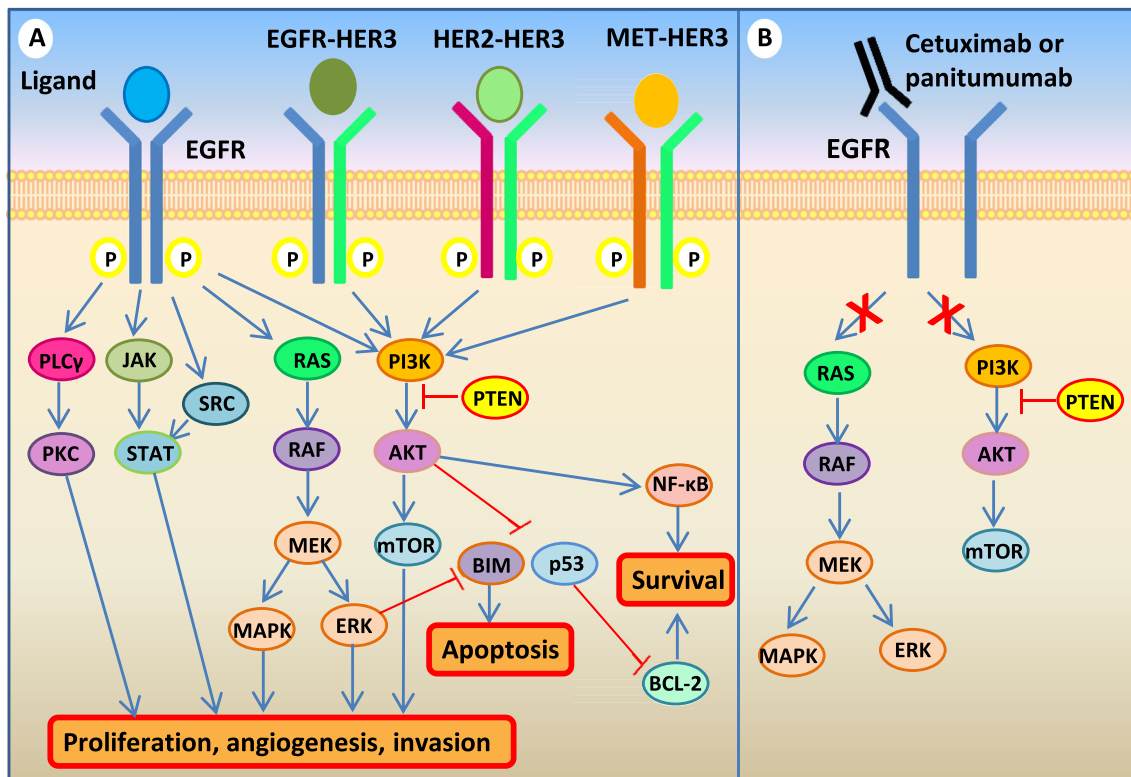 A
EGFR-HER3
HER2-HER3
MET-HER3
Ligand
EGFR
P
P
P
P
P
P
P
P
PLCγ
JAK
RAS
PI3K
SRC
PTEN
PKC
STAT
RAF
AKT
NF-κB
MEK
mTOR
BIM
p53
Survival
MAPK
ERK
Apoptosis
BCL-2
Proliferation, angiogenesis, invasion
B
Cetuximab or
panitumumab
EGFR
RAS
PI3K
PTEN
RAF
AKT
MEK
mTOR
MAPK
ERK